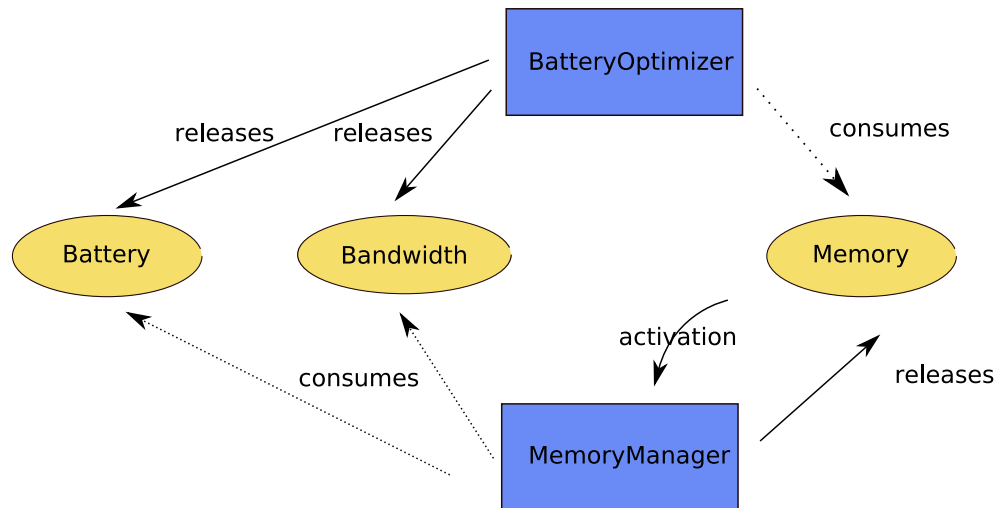 BatteryOptimizer
releases
releases
consumes
Battery
Bandwidth
Memory
activation
consumes
releases
MemoryManager